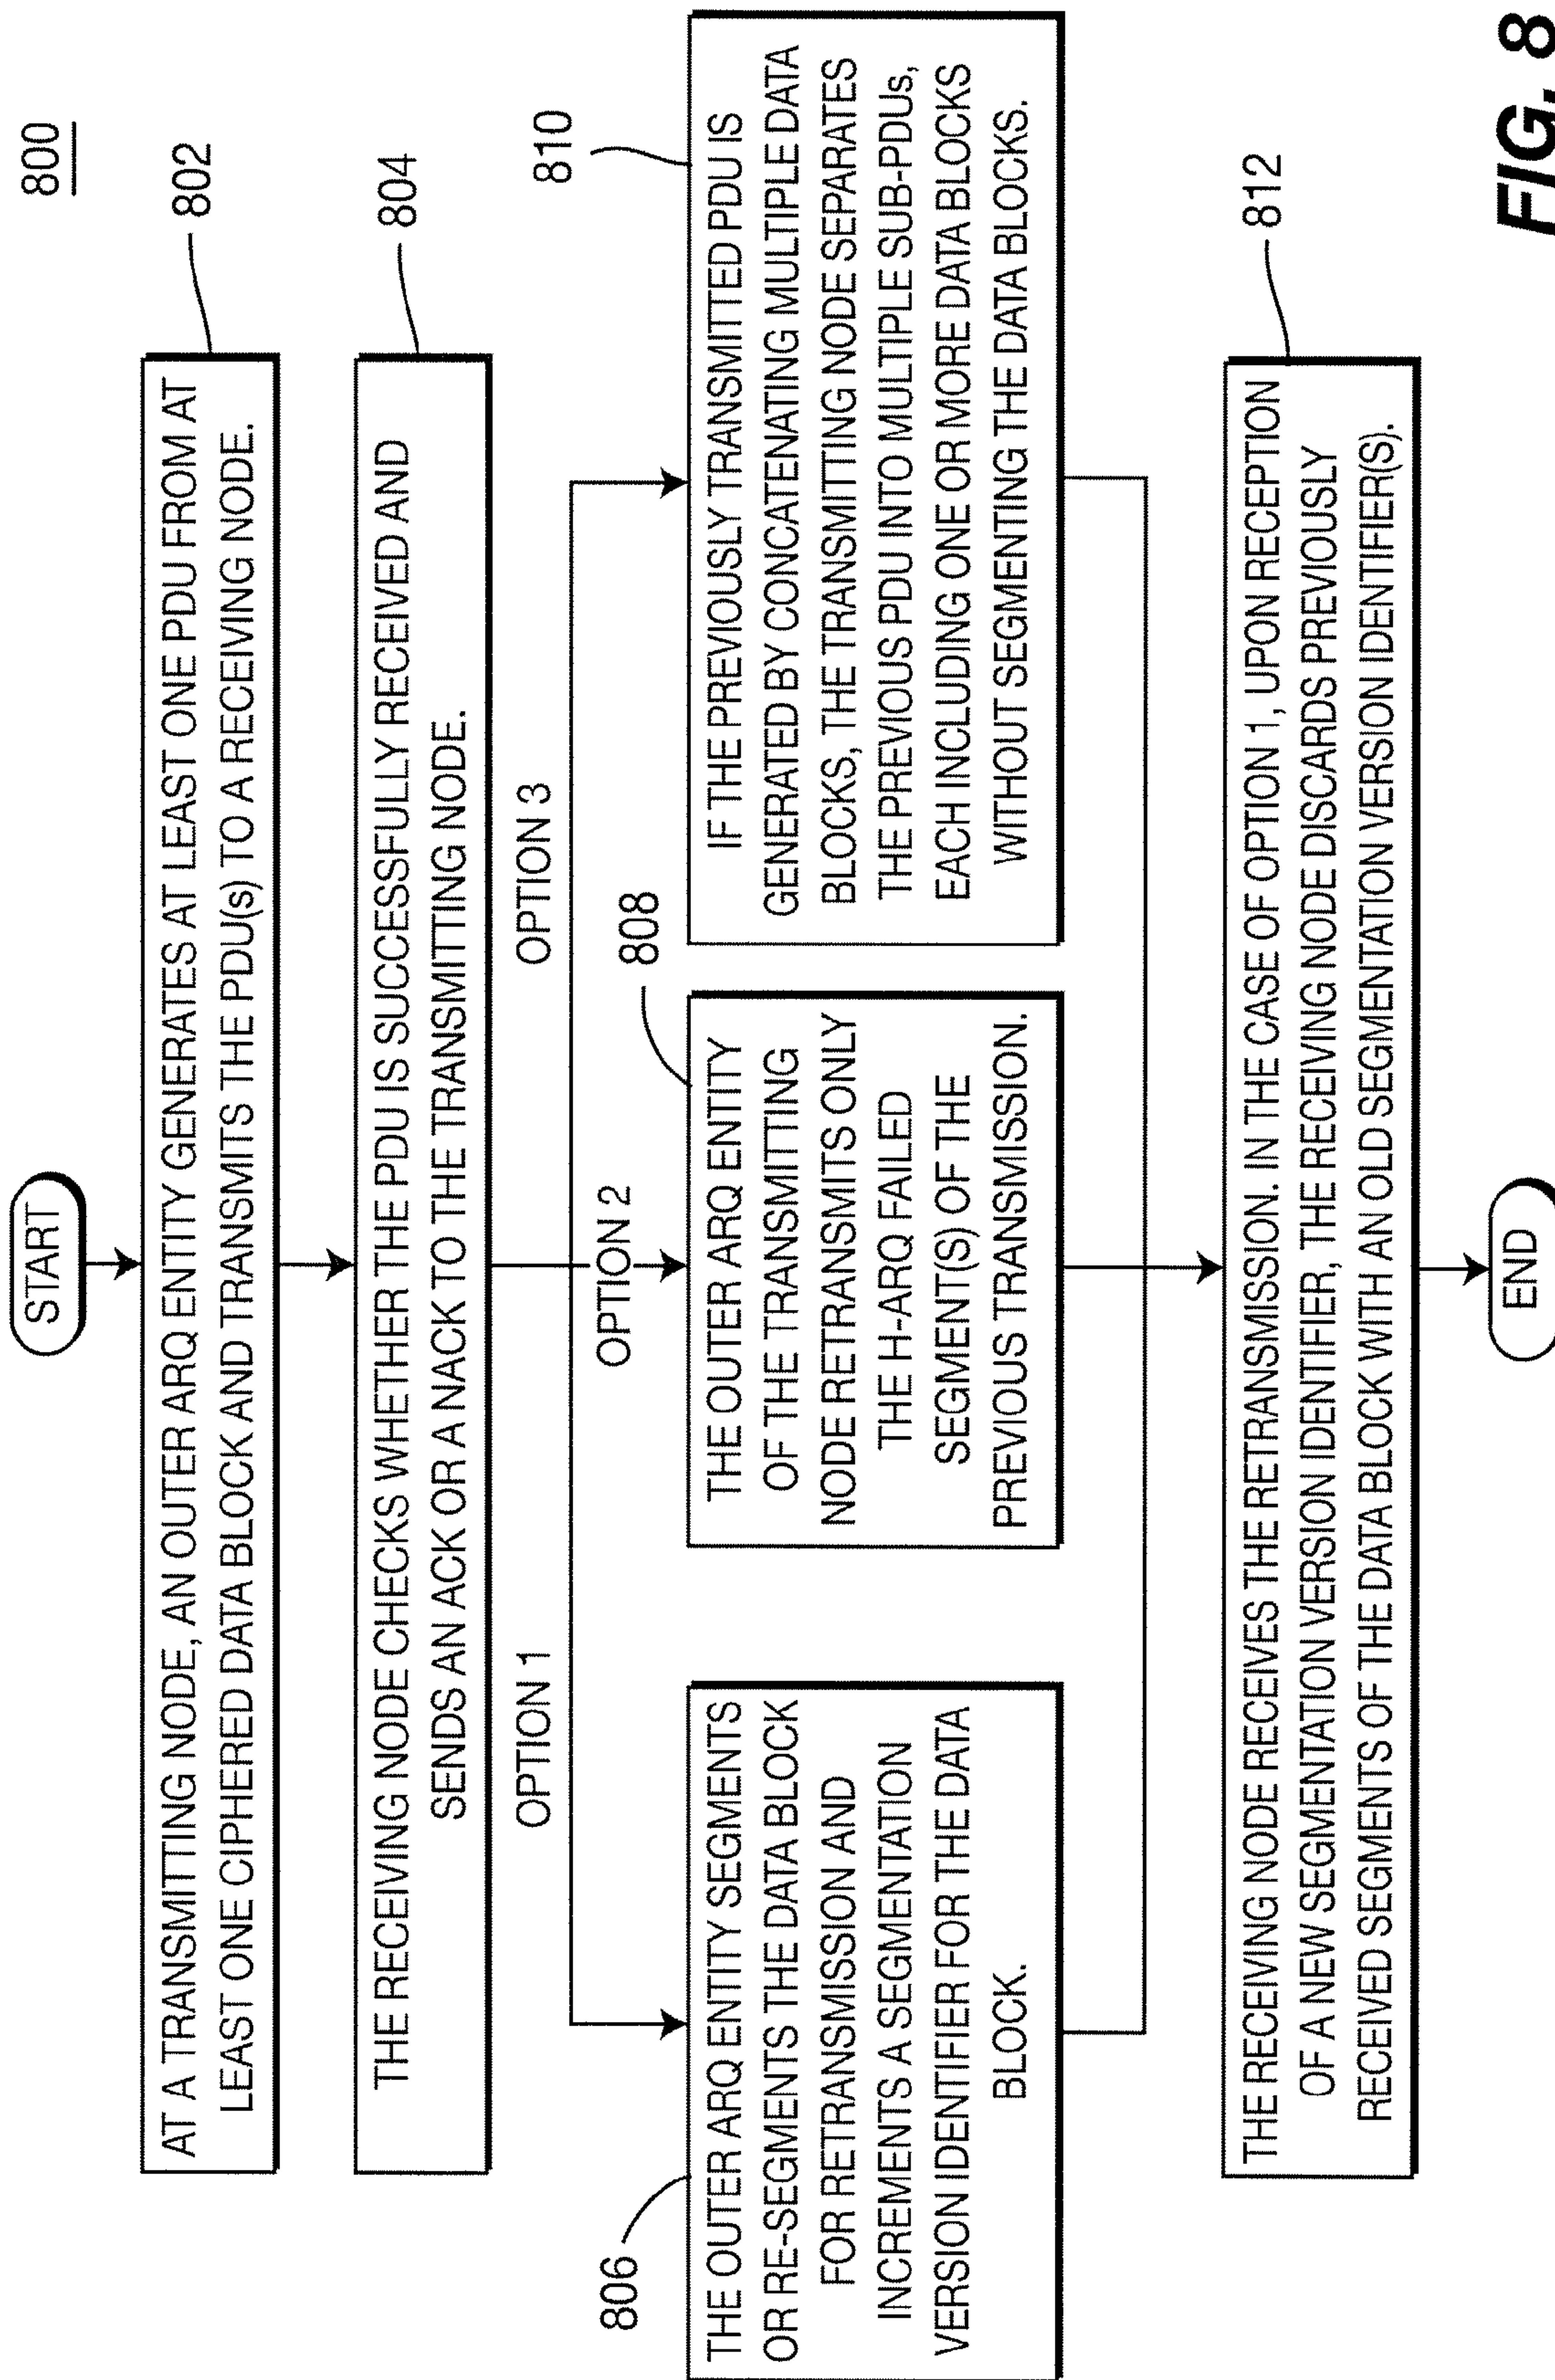 800
START
802
AT A TRANSMITTING NODE, AN OUTER ARQ ENTITY GENERATES AT LEAST ONE PDU FROM AT
LEAST ONE CIPHERED DATA BLOCK AND TRANSMITS THE PDU(s) TO A RECEIVING NODE.
804
THE RECEIVING NODE CHECKS WHETHER THE PDU IS SUCCESSFULLY RECEIVED AND
SENDS AN ACK OR A NACK TO THE TRANSMITTING NODE.
OPTION 1
OPTION 2
OPTION 3
806
THE OUTER ARQ ENTITY SEGMENTS
OR RE-SEGMENTS THE DATA BLOCK
FOR RETRANSMISSION AND
INCREMENTS A SEGMENTATION
VERSION IDENTIFIER FOR THE DATA
BLOCK.
808
THE OUTER ARQ ENTITY
OF THE TRANSMITTING
NODE RETRANSMITS ONLY
THE H-ARQ FAILED
SEGMENT(S) OF THE
PREVIOUS TRANSMISSION.
810
IF THE PREVIOUSLY TRANSMITTED PDU IS
GENERATED BY CONCATENATING MULTIPLE DATA
BLOCKS, THE TRANSMITTING NODE SEPARATES
THE PREVIOUS PDU INTO MULTIPLE SUB-PDUs,
EACH INCLUDING ONE OR MORE DATA BLOCKS
WITHOUT SEGMENTING THE DATA BLOCKS.
812
THE RECEIVING NODE RECEIVES THE RETRANSMISSION. IN THE CASE OF OPTION 1, UPON RECEPTION
OF A NEW SEGMENTATION VERSION IDENTIFIER, THE RECEIVING NODE DISCARDS PREVIOUSLY
RECEIVED SEGMENTS OF THE DATA BLOCK WITH AN OLD SEGMENTATION VERSION IDENTIFIER(S).
END
FIG. 8